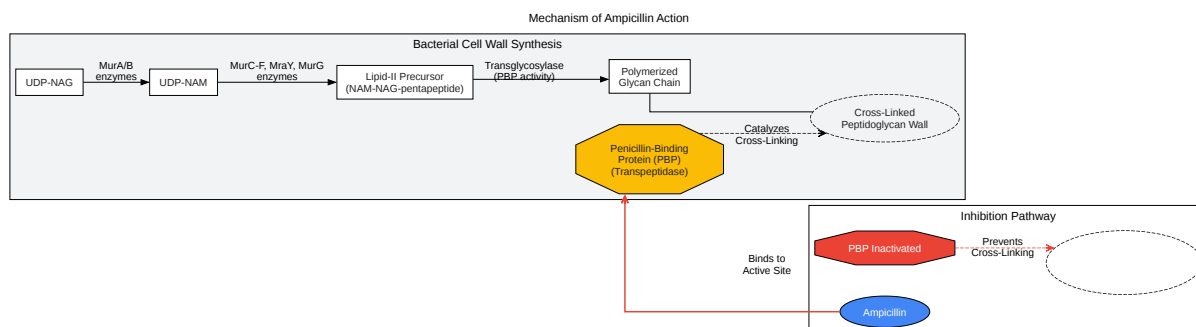 Mechanism of Ampicillin Action
Bacterial Cell Wall Synthesis
UDP-NAG
MurA/B
enzymes
UDP-NAM
MurC-F, MraY, MurG
enzymes
Lipid-II Precursor
(NAM-NAG-pentapeptide)
Transglycosylase
(PBP activity)
Polymerized
Glycan Chain
Cross-Linked
Peptidoglycan Wall
Catalyzes
Cross-Linking
Penicillin-Binding
Protein (PBP)
(Transpeptidase)
Inhibition Pathway
PBP Inactivated
Prevents
Cross-Linking
Binds to
Active Site
Ampicillin